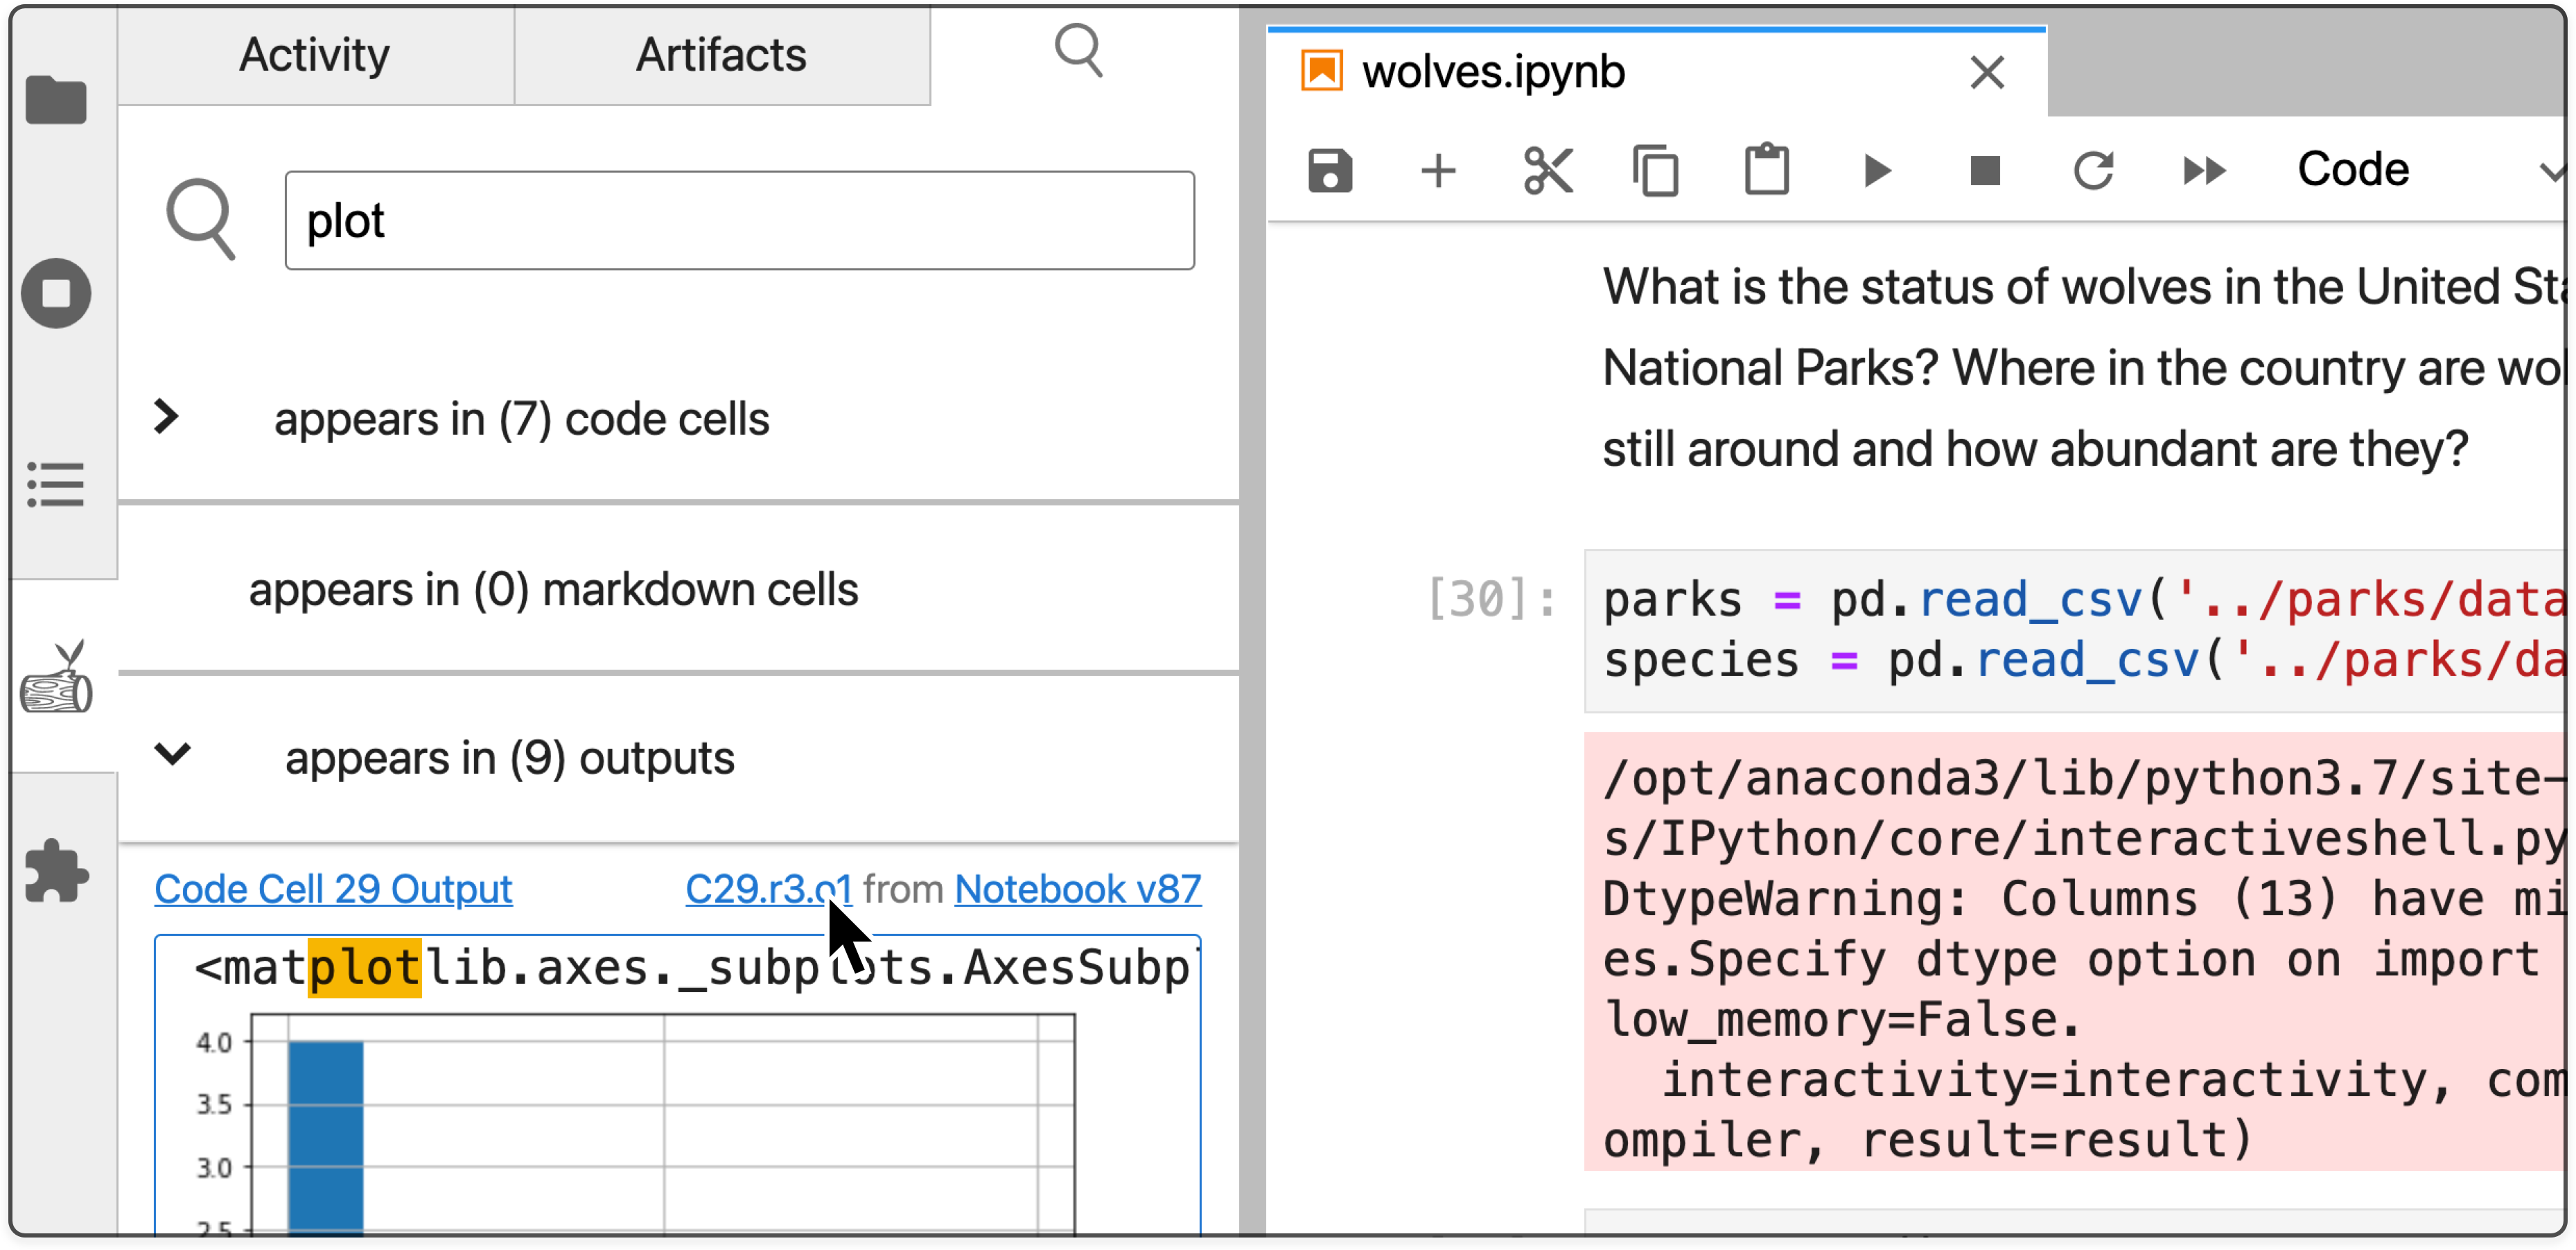 Activity
Artifacts
plot
appears in (7) code cells
appears in (0) markdown cells
appears in (9) outputs
Code Cell 29 Output
C29.r3.o1 from Notebook v87
<matplotlib.axes._subplots.AxesSubp
4.0
3.5
3.0
2.5
wolves.ipynb
Code
What is the status of wolves in the United
National Parks? Where in the country are
still around and how abundant are they?
[30]:
parks = pd.read_csv('../parks/data
species = pd.read_csv('../parks/da
/opt/anaconda3/lib/python3.7/site-
s/IPython/core/interactiveshell.py
DtypeWarning: Columns (13) have mi
es.Specify dtype option on import
low_memory=False.
interactivity=interactivity, com
ompiler, result=result)